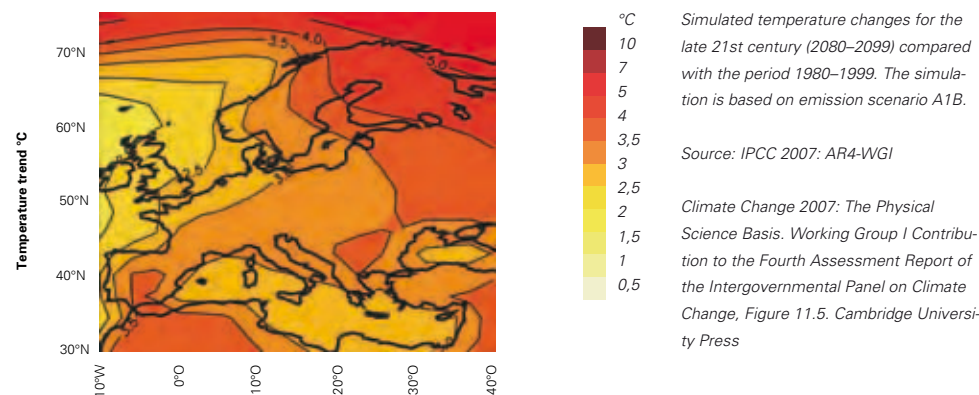 Temperature trend °C
70°N
60°N
50°N
40°N
30°N
10°W
0°O
10°O
20°O
30°O
40°O
3.5
4.0
5.0
2.5
3
3.5
°C
10
7
5
4
3,5
3
2,5
2
1,5
1
0,5
Simulated temperature changes for the
late 21st century (2080–2099) compared
with the period 1980–1999. The simula-
tion is based on emission scenario A1B.
Source: IPCC 2007: AR4-WGI
Climate Change 2007: The Physical
Science Basis. Working Group I Contribu-
tion to the Fourth Assessment Report of
the Intergovernmental Panel on Climate
Change, Figure 11.5. Cambridge Universi-
ty Press